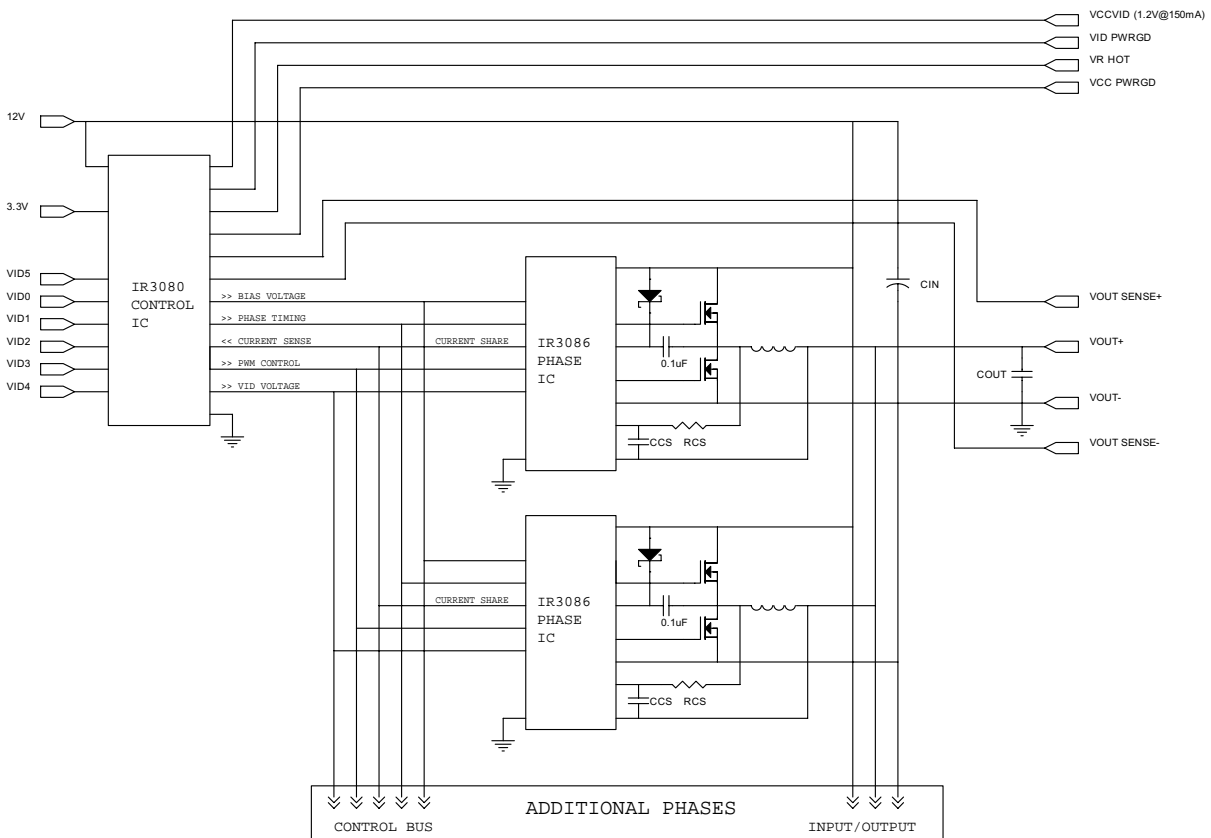 VCCVID (1.2V@150mA)
VID PWRGD
VR HOT
VCC PWRGD
12V
3.3V
VID5
VID0
VID1
VID2
VID3
VID4
IR3080
CONTROL
IC
>> BIAS VOLTAGE
>> PHASE TIMING
<< CURRENT SENSE
>> PWM CONTROL
>> VID VOLTAGE
CURRENT SHARE
IR3086
PHASE
IC
0.1uF
CCS RCS
CIN
VOUT SENSE+
VOUT+
COUT
VOUT-
VOUT SENSE-
CURRENT SHARE
IR3086
PHASE
IC
0.1uF
CCS RCS
ADDITIONAL PHASES
CONTROL BUS
INPUT/OUTPUT